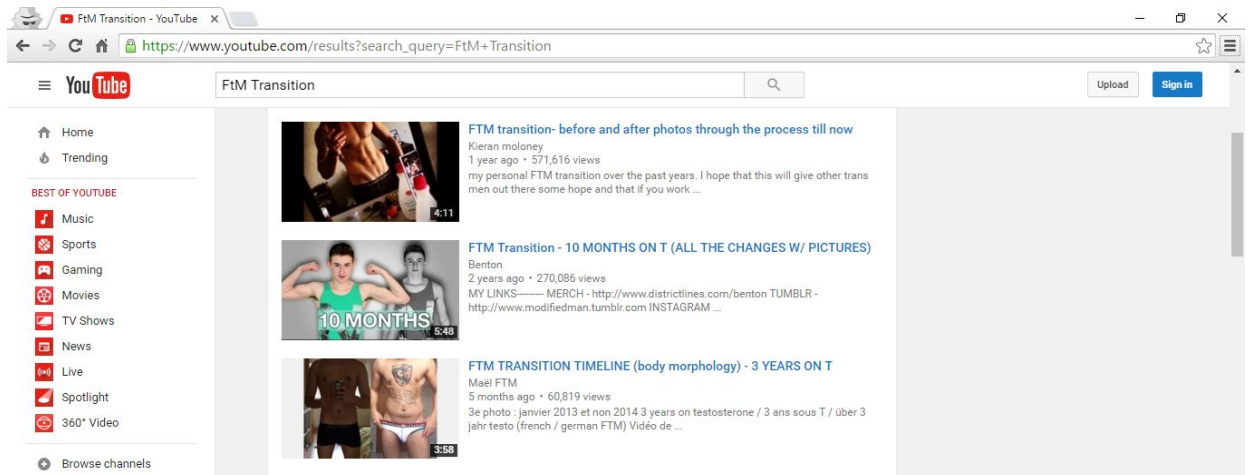 FtM Transition - YouTube
https://www.youtube.com/results?search_query=FtM+Transition
YouTube
FtM Transition
Upload
Sign in
Home
Trending
BEST OF YOUTUBE
Music
Sports
Gaming
Movies
TV Shows
News
Live
Spotlight
360° Video
Browse channels
4:11
FTM transition- before and after photos through the process till now
Kieran moloney
1 year ago • 571,616 views
my personal FTM transition over the past years. I hope that this will give other trans
men out there some hope and that if you work ...
10 MONTHS
5:48
FTM Transition - 10 MONTHS ON T (ALL THE CHANGES W/ PICTURES)
Benton
2 years ago • 270,086 views
MY LINKS--------- MERCH - http://www.districtlines.com/benton TUMBLR -
http://www.modifiedman.tumblr.com INSTAGRAM ...
3:58
FTM TRANSITION TIMELINE (body morphology) - 3 YEARS ON T
Maël FTM
5 months ago • 60,819 views
3e photo : janvier 2013 et non 2014 3 years on testosterone / 3 ans sous T / über 3
jahr testo (french / german FTM) Vidéo de ...